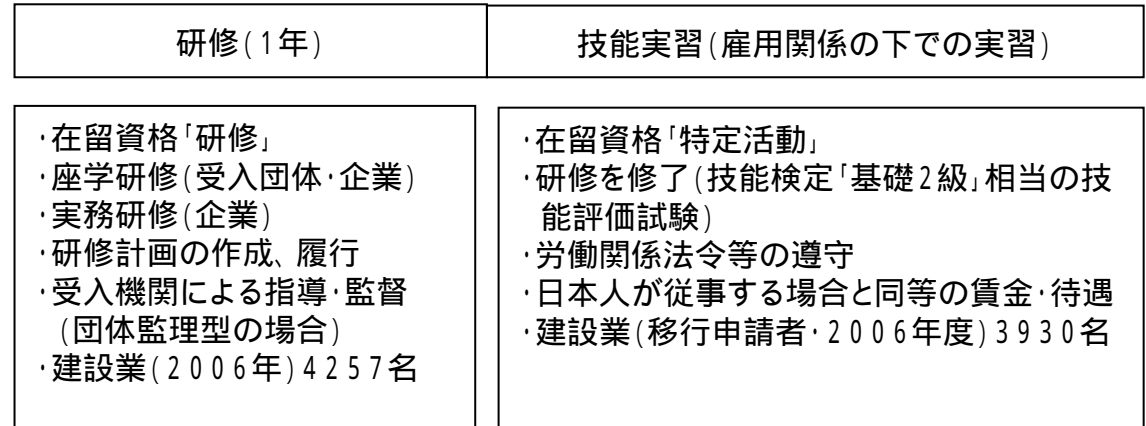 研修(1年)
技能実習(雇用関係の下での実習)
·在留資格｢研修｣
·座学研修(受入団体·企業)
·実務研修(企業)
·研修計画の作成、履行
·受入機関による指導·監督
(団体監理型の場合)
·建設業(2006年)4257名
·在留資格｢特定活動｣
·研修を修了(技能検定｢基礎2級｣相当の技
能評価試験)
·労働関係法令等の遵守
·日本人が従事する場合と同等の賃金·待遇
·建設業(移行申請者·2006年度)3930名